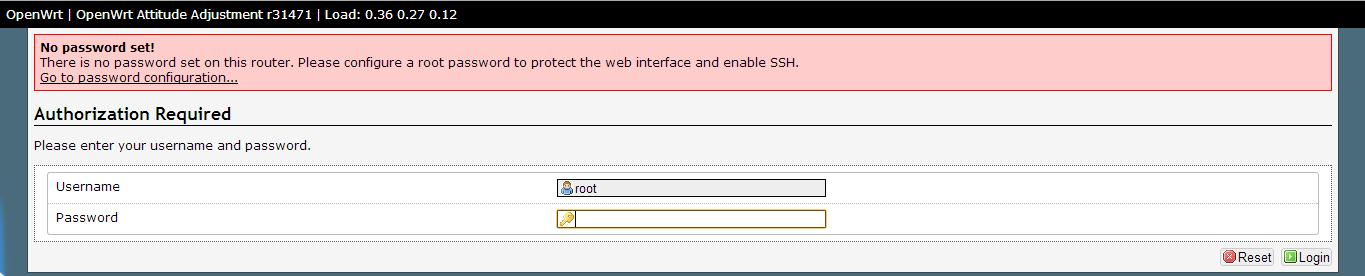 OpenWrt | OpenWrt Attitude Adjustment r31471 | Load: 0.36 0.27 0.12
No password set!
There is no password set on this router. Please configure a root password to protect the web interface and enable SSH.
Go to password configuration...
Authorization Required
Please enter your username and password.
Username root
Password
Reset Login